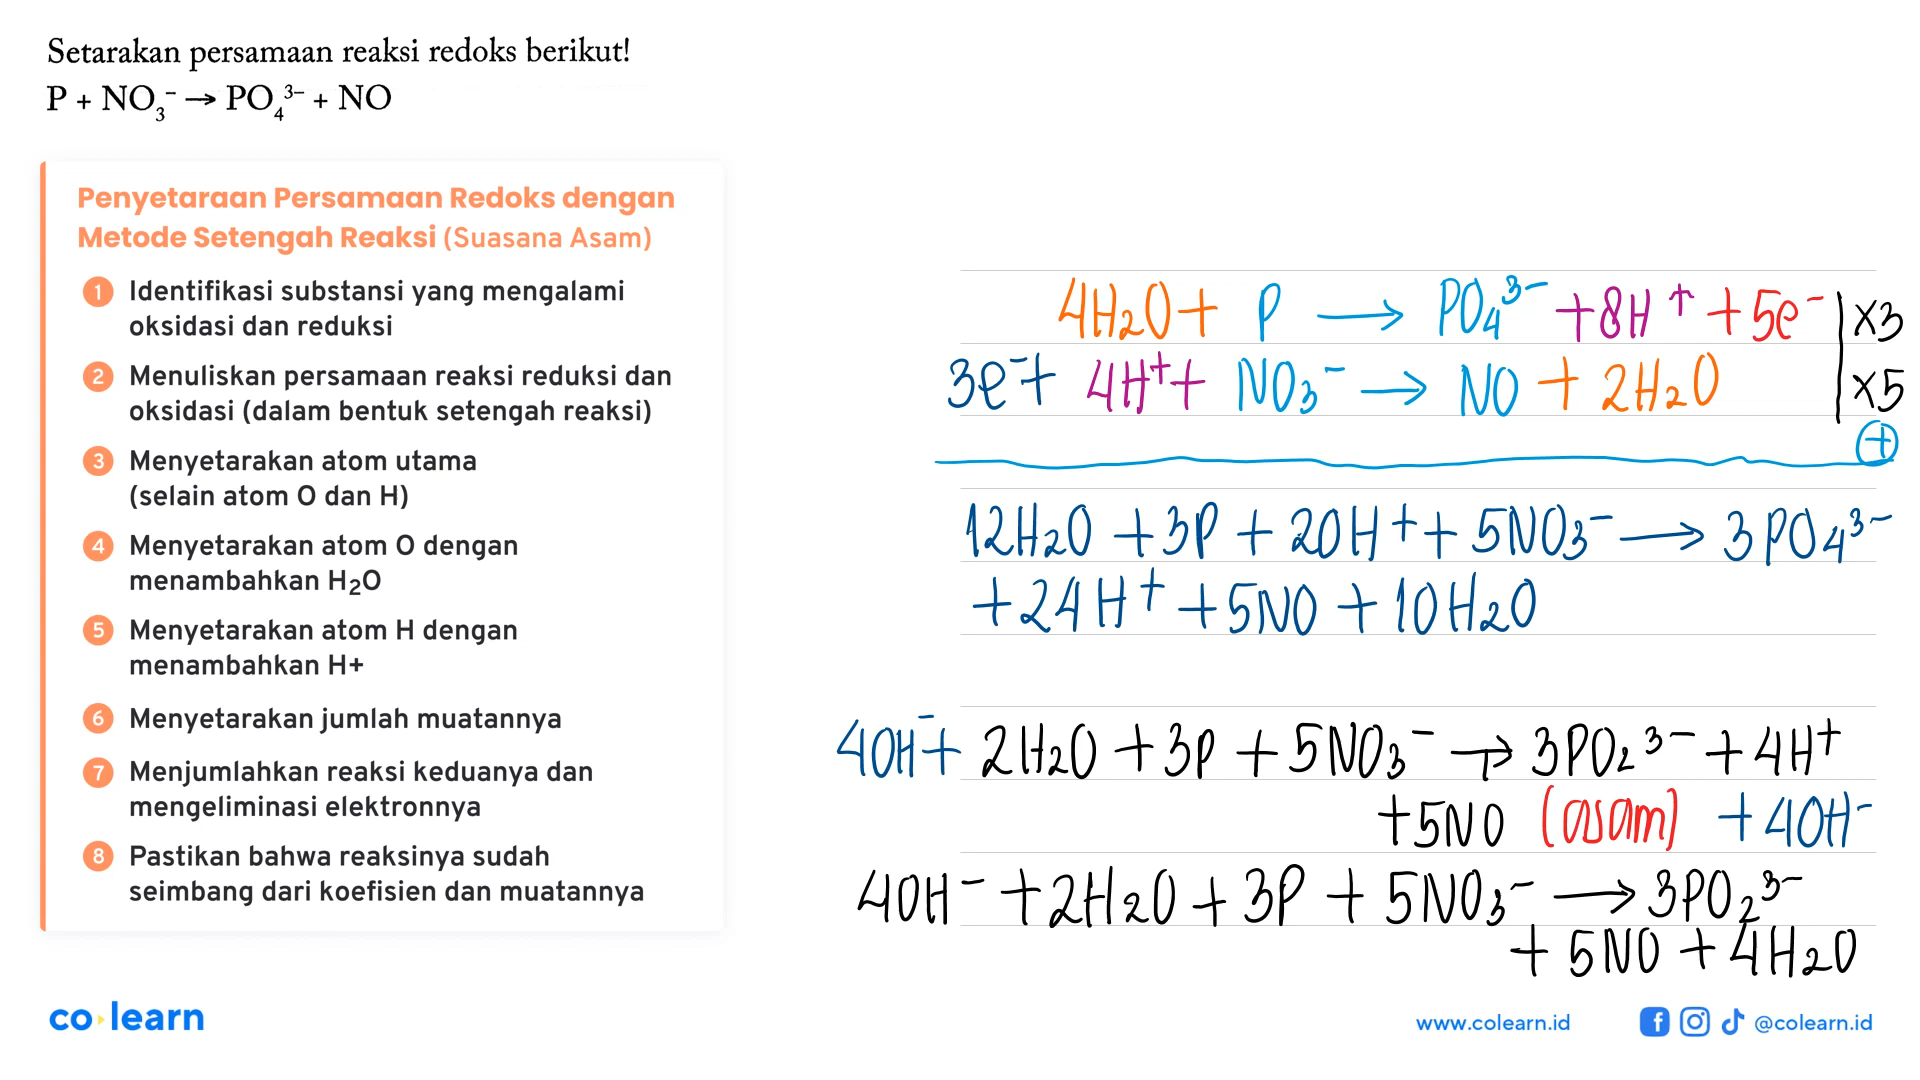 Setarakan persamaan reaksi redoks berikut!
P + NO₃⁻ → PO₄³⁻ + NO
Penyetaraan Persamaan Redoks dengan
Metode Setengah Reaksi (Suasana Asam)
1 Identifikasi substansi yang mengalami
oksidasi dan reduksi
2 Menuliskan persamaan reaksi reduksi dan
oksidasi (dalam bentuk setengah reaksi)
3 Menyetarakan atom utama
(selain atom O dan H)
4 Menyetarakan atom O dengan
menambahkan H₂O
5 Menyetarakan atom H dengan
menambahkan H+
6 Menyetarakan jumlah muatannya
7 Menjumlahkan reaksi keduanya dan
mengeliminasi elektronnya
8 Pastikan bahwa reaksinya sudah
seimbang dari koefisien dan muatannya
4H₂O + P → PO₄³⁻ + 8H⁺ + 5e⁻ | ×3
3e⁻ + 4H⁺ + NO₃⁻ → NO + 2H₂O | ×5
+
12H₂O + 3P + 20H⁺ + 5NO₃⁻ → 3PO₄³⁻
+ 24H⁺ + 5NO + 10H₂O
4OH⁻ + 2H₂O + 3P + 5NO₃⁻ → 3PO₂³⁻ + 4H⁺
+ 5NO (asam) + 4OH⁻
4OH⁻ + 2H₂O + 3P + 5NO₃⁻ → 3PO₂³⁻
+ 5NO + 4H₂O
co learn
www.colearn.id
@colearn.id